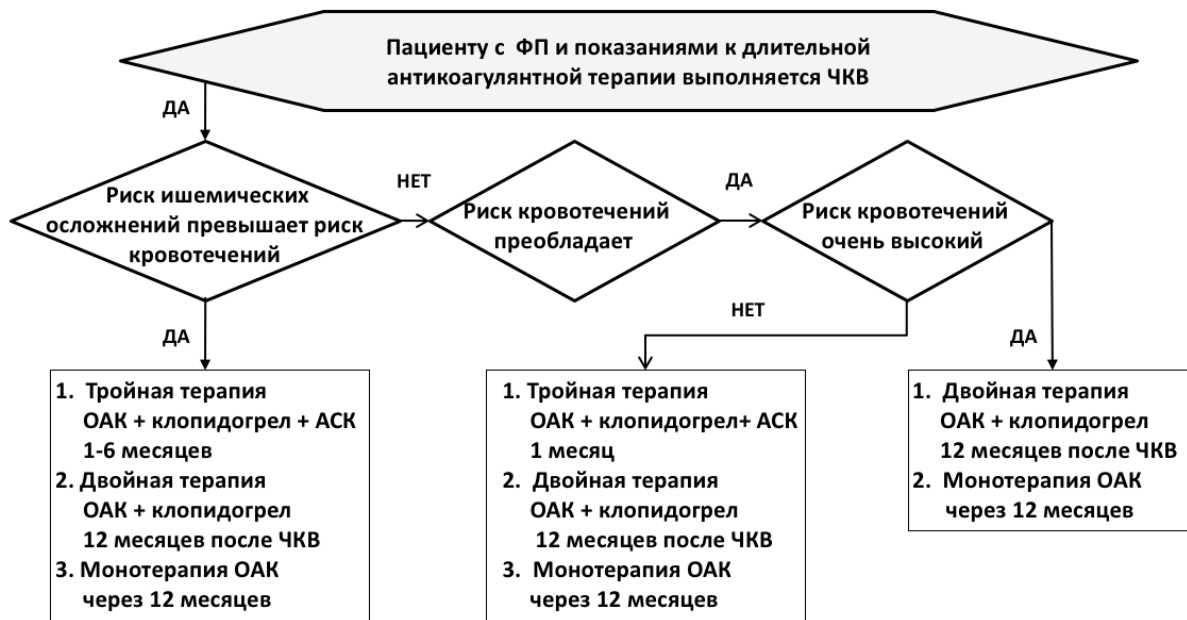 Пациенту с ФП и показаниями к длительной
антикоагулянтной терапии выполняется ЧКВ
ДА
Риск ишемических
осложнений превышает риск
кровотечений
НЕТ
Риск кровотечений
преобладает
ДА
Риск кровотечений
очень высокий
ДА
НЕТ
ДА
1. Тройная терапия
ОАК + клопидогрел + АСК
1-6 месяцев
2. Двойная терапия
ОАК + клопидогрел
12 месяцев после ЧКВ
3. Монотерапия ОАК
через 12 месяцев
1. Тройная терапия
ОАК + клопидогрел+ АСК
1 месяц
2. Двойная терапия
ОАК + клопидогрел
12 месяцев после ЧКВ
3. Монотерапия ОАК
через 12 месяцев
1. Двойная терапия
ОАК + клопидогрел
12 месяцев после ЧКВ
2. Монотерапия ОАК
через 12 месяцев